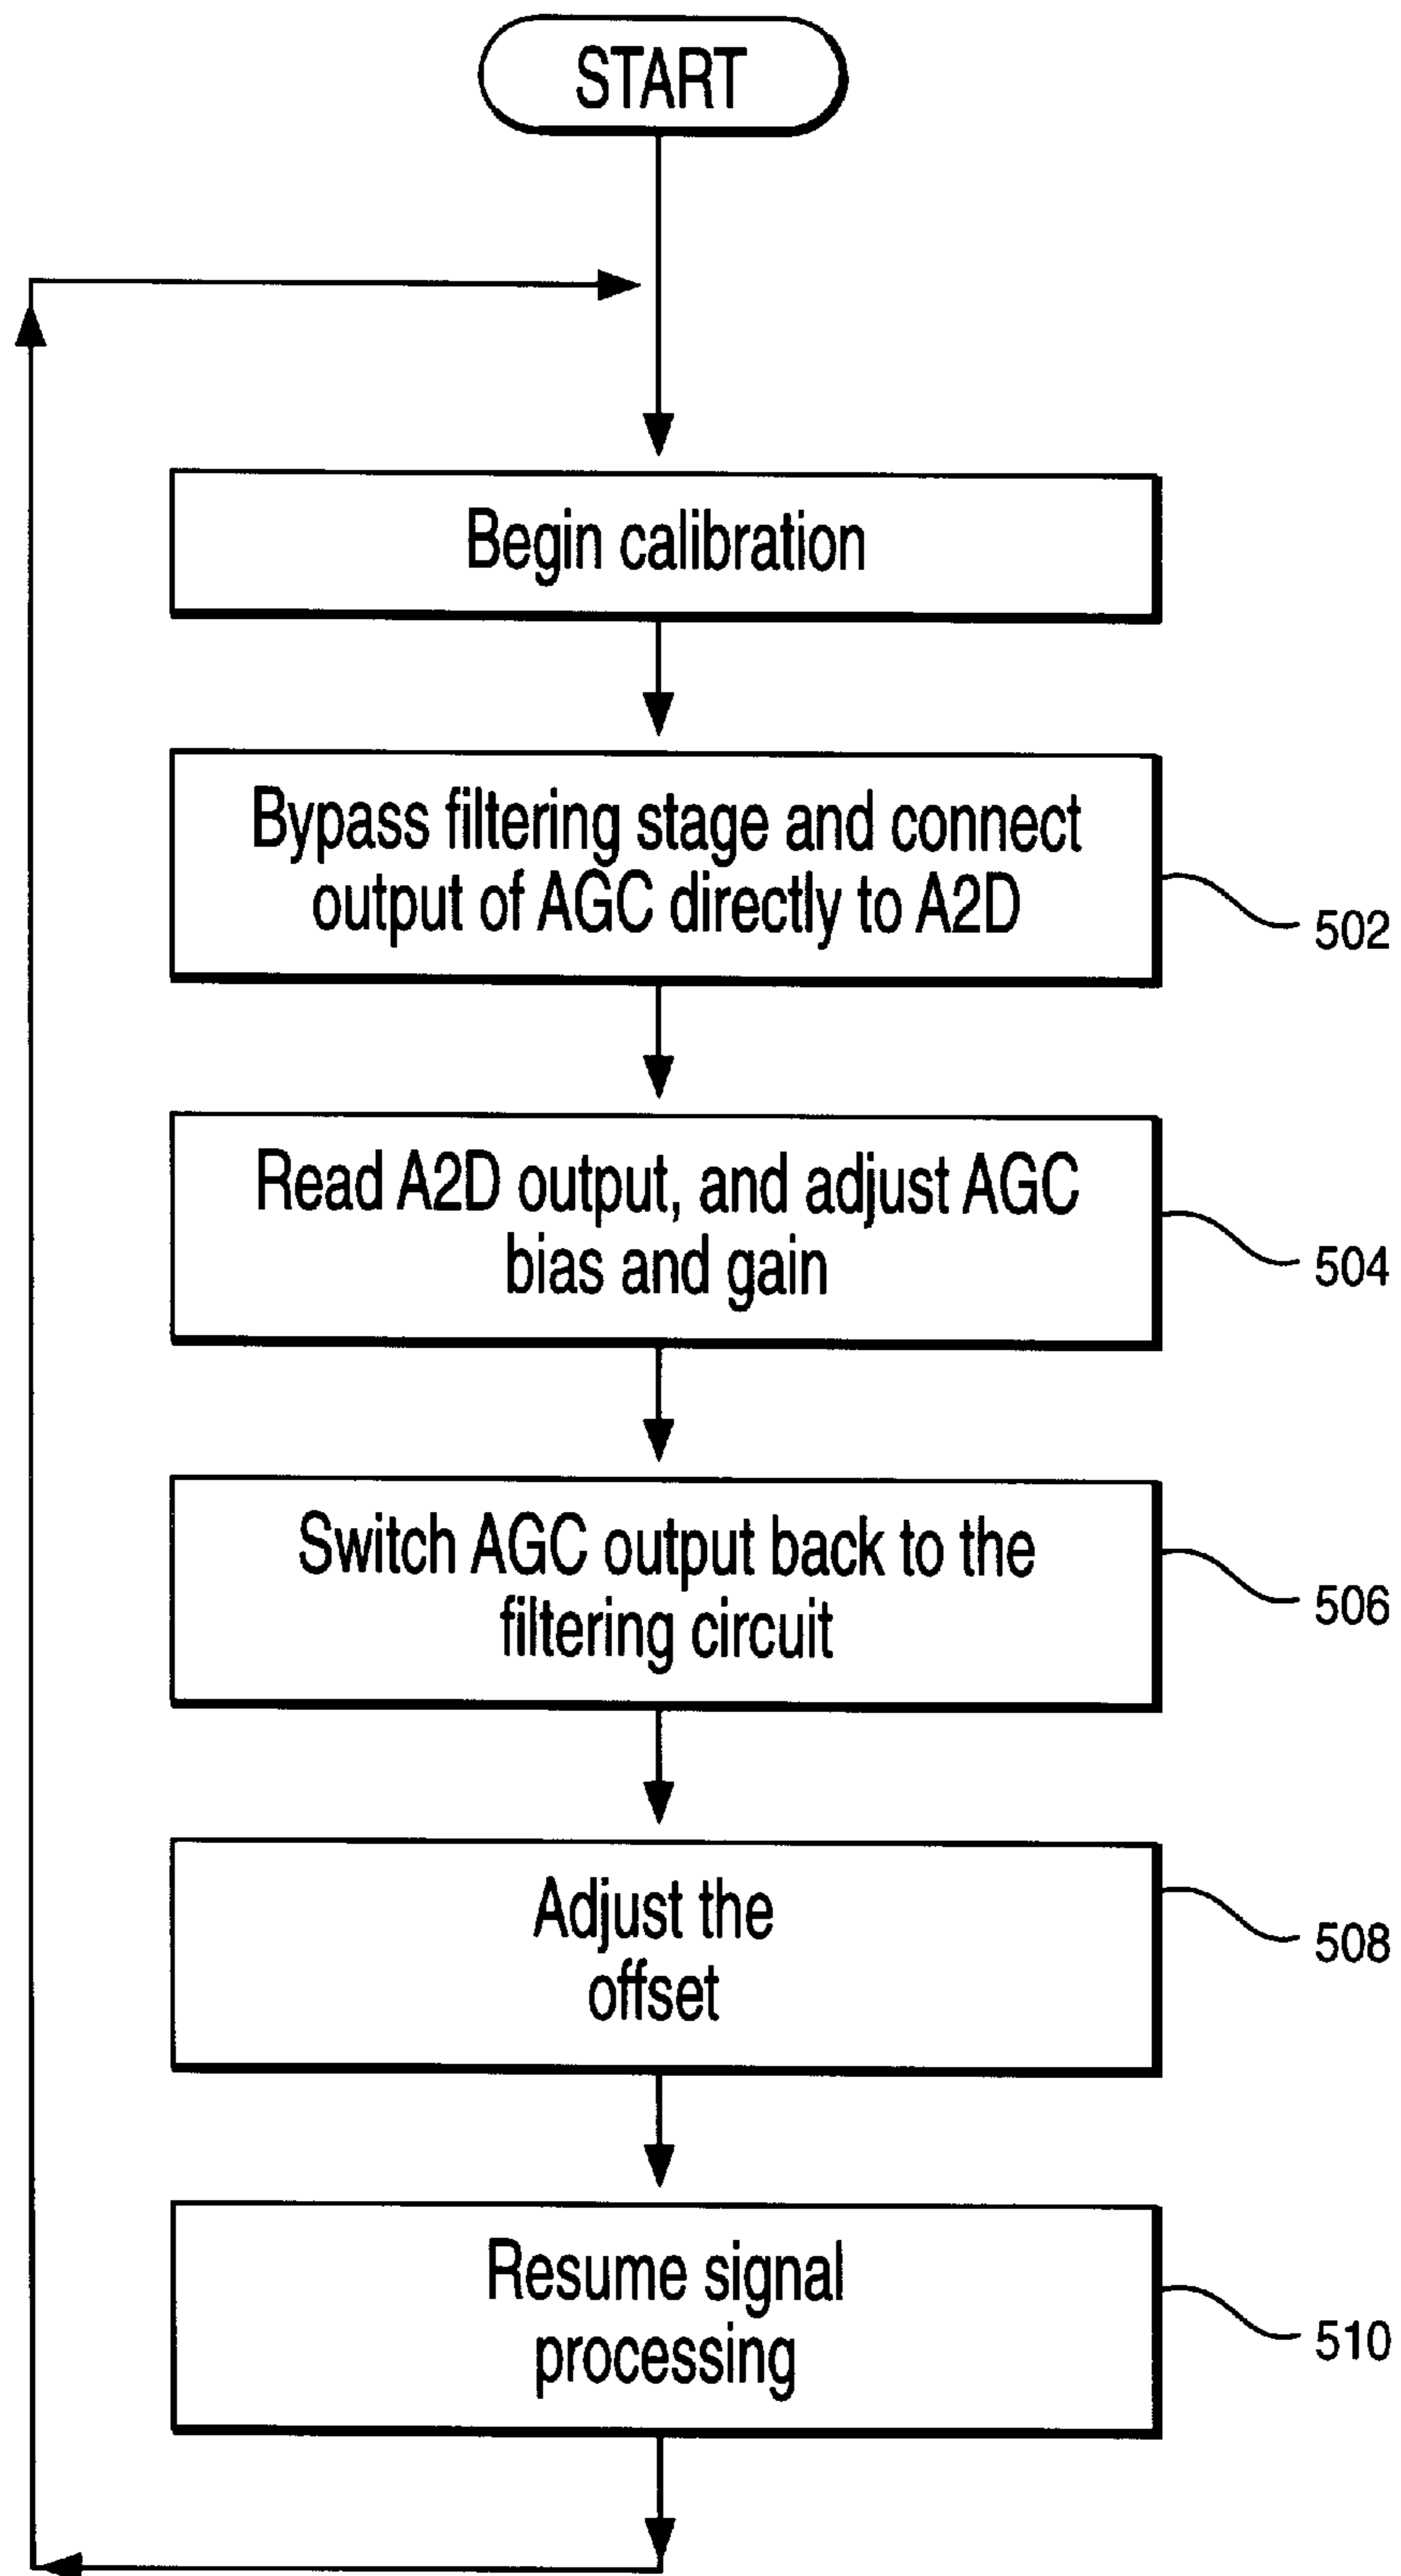 START
Begin calibration
Bypass filtering stage and connect
output of AGC directly to A2D
502
Read A2D output, and adjust AGC
bias and gain
504
Switch AGC output back to the
filtering circuit
506
Adjust the
offset
508
Resume signal
processing
510